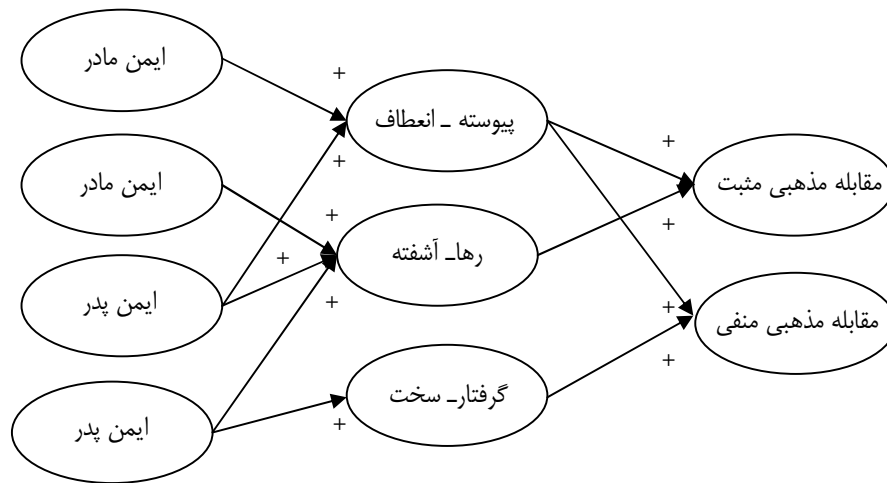 ایمن مادر
ایمن مادر
ایمن پدر
ایمن پدر
پیوسته ـ انعطاف
رهاـ آشفته
گرفتارـ سخت
مقابله مذهبی مثبت
مقابله مذهبی منفی
+
+
+
+
+
+
+
+
+
+